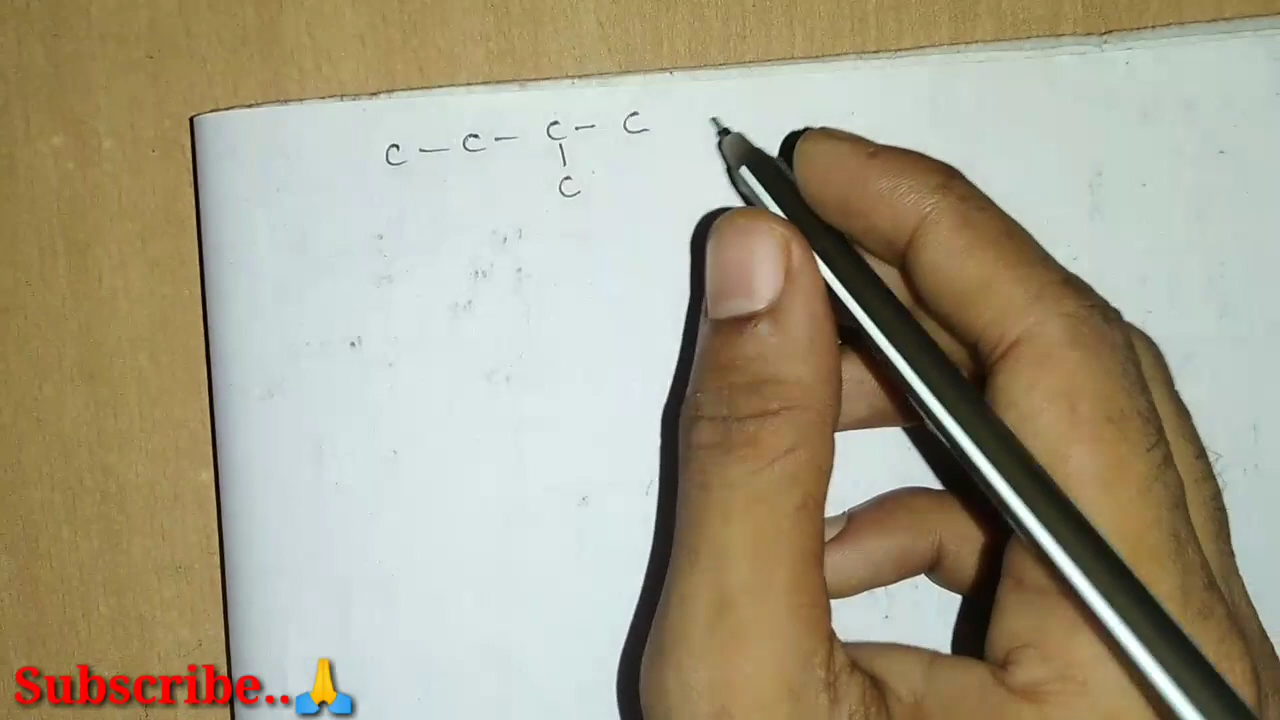 C — C — C — C
|
C
Subscribe..🙏